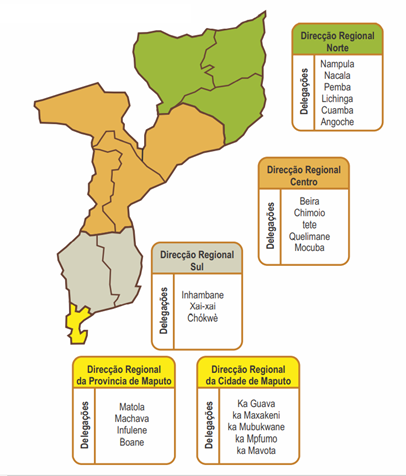 Direcção Regional
Norte
Delegações
Nampula
Nacala
Pemba
Lichinga
Cuamba
Angoche
Direcção Regional
Centro
Delegações
Beira
Chimoio
tete
Quelimane
Mocuba
Direcção Regional
Sul
Delegações
Inhambane
Xai-xai
Chókwè
Direcção Regional
da Provincia de Maputo
Delegações
Matola
Machava
Infulene
Boane
Direcção Regional
da Cidade de Maputo
Delegações
Ka Guava
ka Maxakeni
ka Mubukwane
ka Mpfumo
ka Mavota